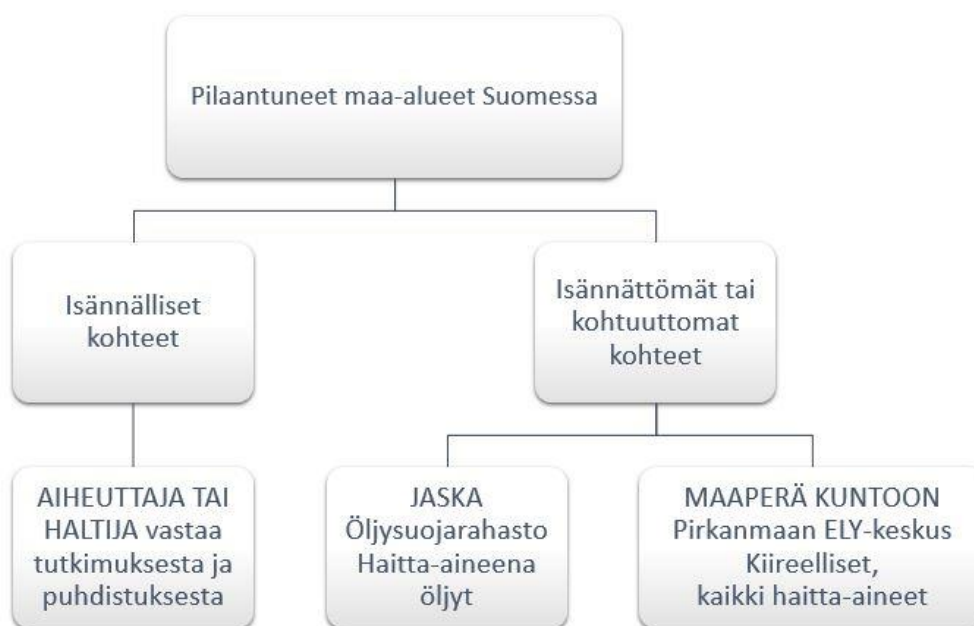 Pilaantuneet maa-alueet Suomessa
Isännälliset
kohteet
Isännättömät tai
kohtuuttomat
kohteet
AIHEUTTAJA TAI
HALTIJA vastaa
tutkimuksesta ja
puhdistuksesta
JASKA
Öljysuojarahasto
Haitta-aineena
öljyt
MAAPERÄ KUNTOON
Pirkanmaan ELY-keskus
Kiireelliset,
kaikki haitta-aineet